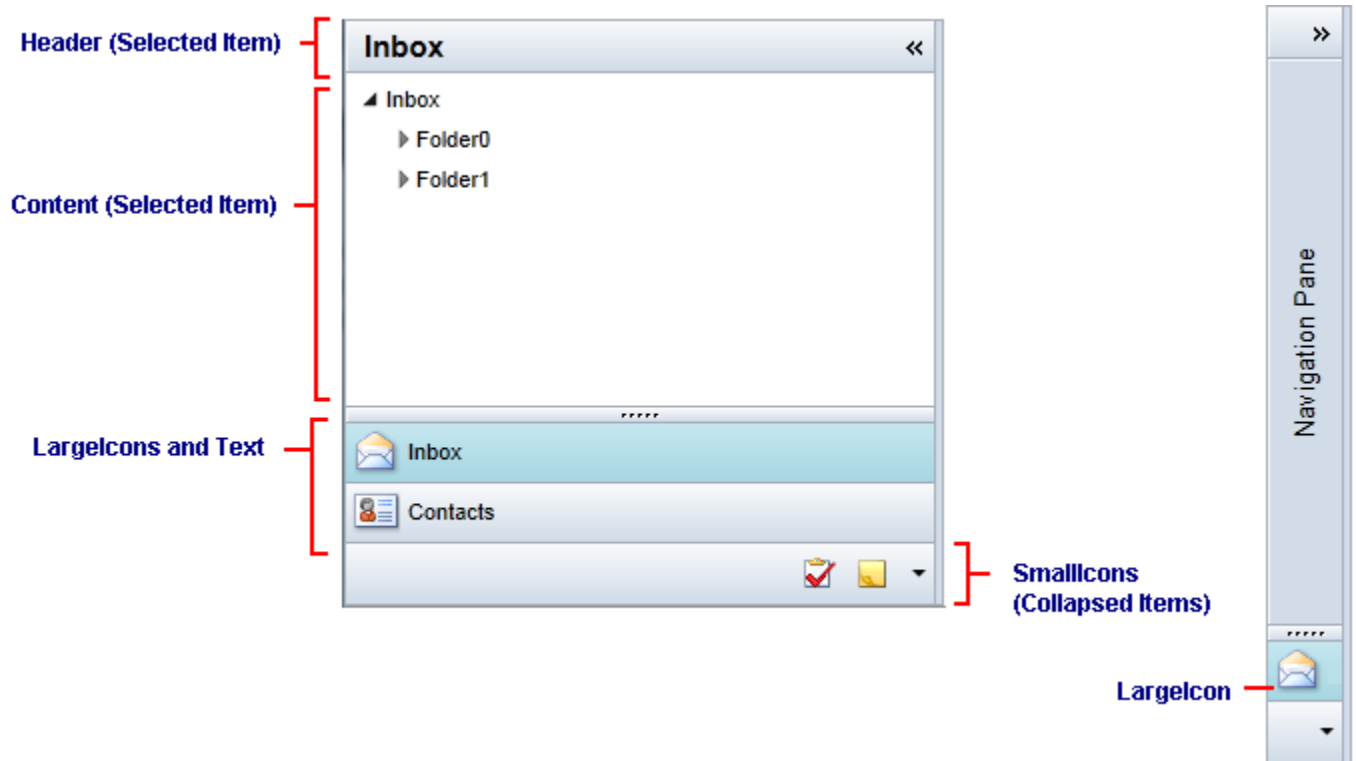 Header (Selected Item)
Inbox
Inbox
Folder0
Folder1
Content (Selected Item)
LargeIcons and Text
Inbox
Contacts
SmallIcons
(Collapsed Items)
Navigation Pane
LargeIcon